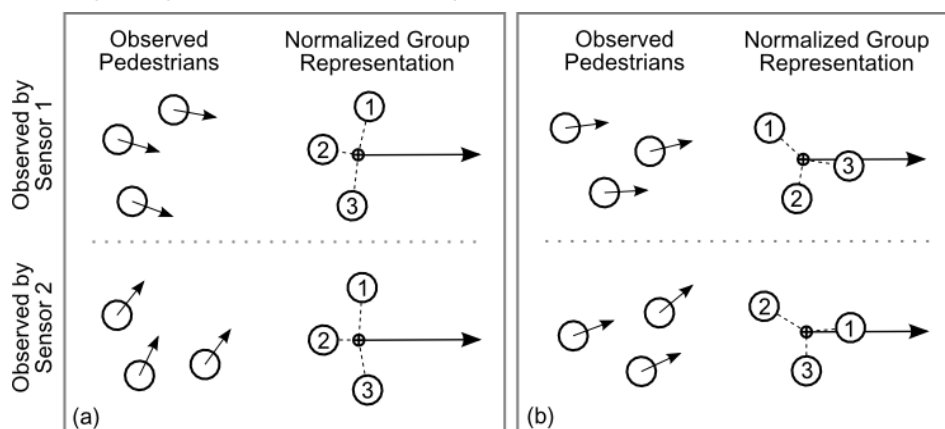 Observed Pedestrians
Normalized Group Representation
Observed by Sensor 1
1
2
3
Observed by Sensor 2
1
2
3
(a)
Observed Pedestrians
Normalized Group Representation
1
3
2
2
1
3
(b)